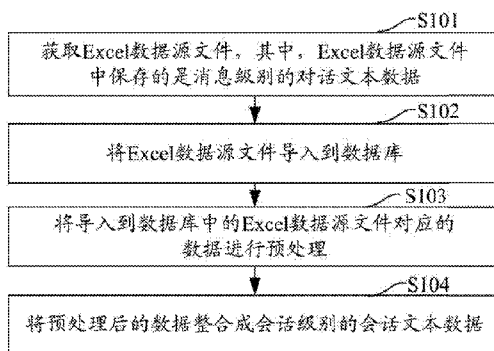 S101
获取Excel数据源文件，其中，Excel数据源文件
中保存的是消息级别的对话文本数据
S102
将Excel数据源文件导入到数据库
S103
将导入到数据库中的Excel数据源文件对应的
数据进行预处理
S104
将预处理后的数据整合成会话级别的会话文本数据